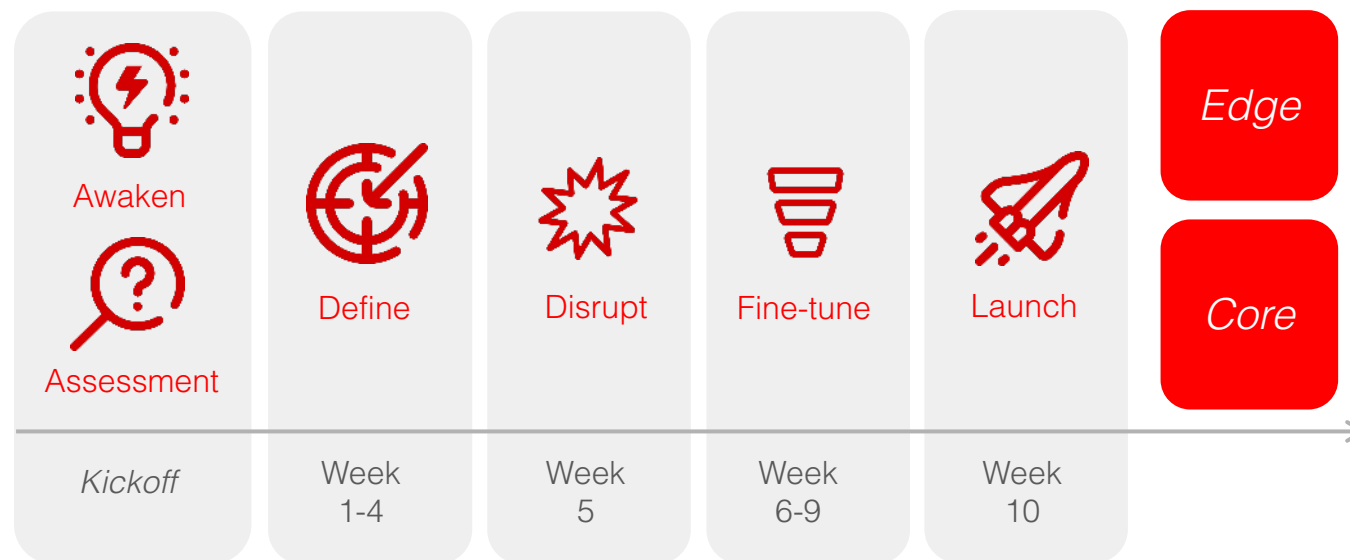 Awaken
Assessment
Kickoff
Define
Week
1-4
Disrupt
Week
5
Fine-tune
Week
6-9
Launch
Week
10
Edge
Core